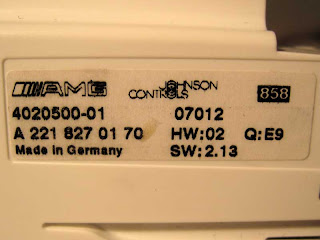 AMG JOHNSON CONTROLS 858
4020500-01 07012
A 221 827 01 70 HW:02 Q:E9
Made in Germany SW:2.13